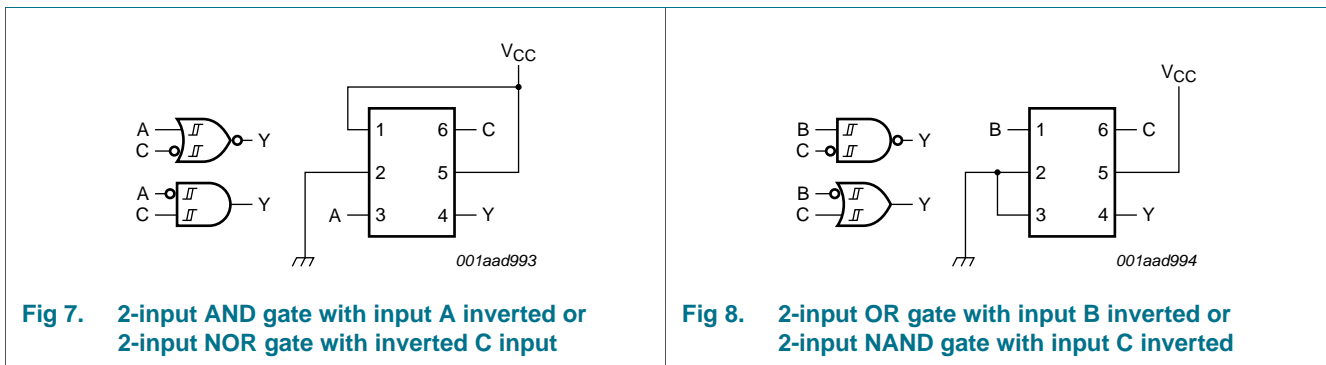 VCC
A
C
Y
A
C
Y
1
6
C
2
5
A
3
4
Y
001aad993
Fig 7. 2-input AND gate with input A inverted or
2-input NOR gate with inverted C input
VCC
B
C
Y
B
C
Y
B
1
6
C
2
5
3
4
Y
001aad994
Fig 8. 2-input OR gate with input B inverted or
2-input NAND gate with input C inverted